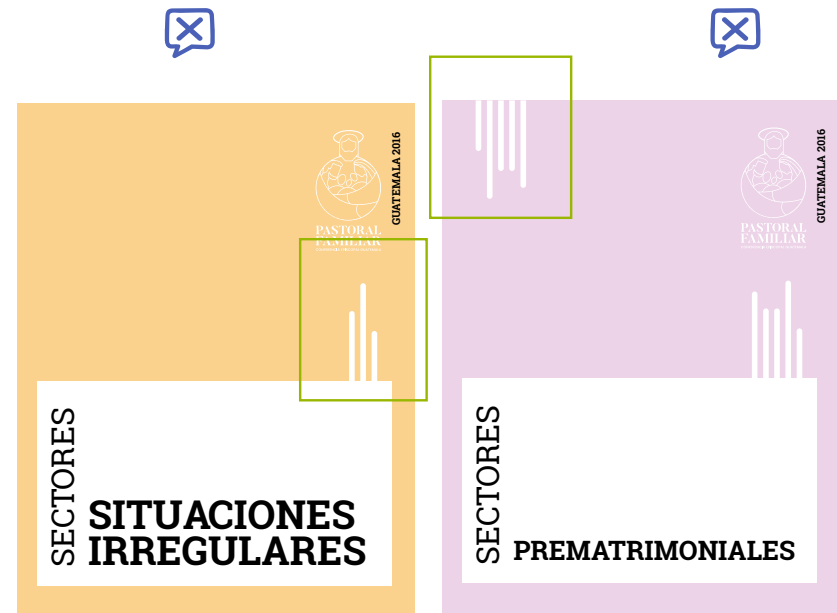 GUATEMALA 2016
PASTORAL
FAMILIAR
SECTORES
SITUACIONES
IRREGULARES
GUATEMALA 2016
PASTORAL
FAMILIAR
SECTORES
PREMATRIMONIALES